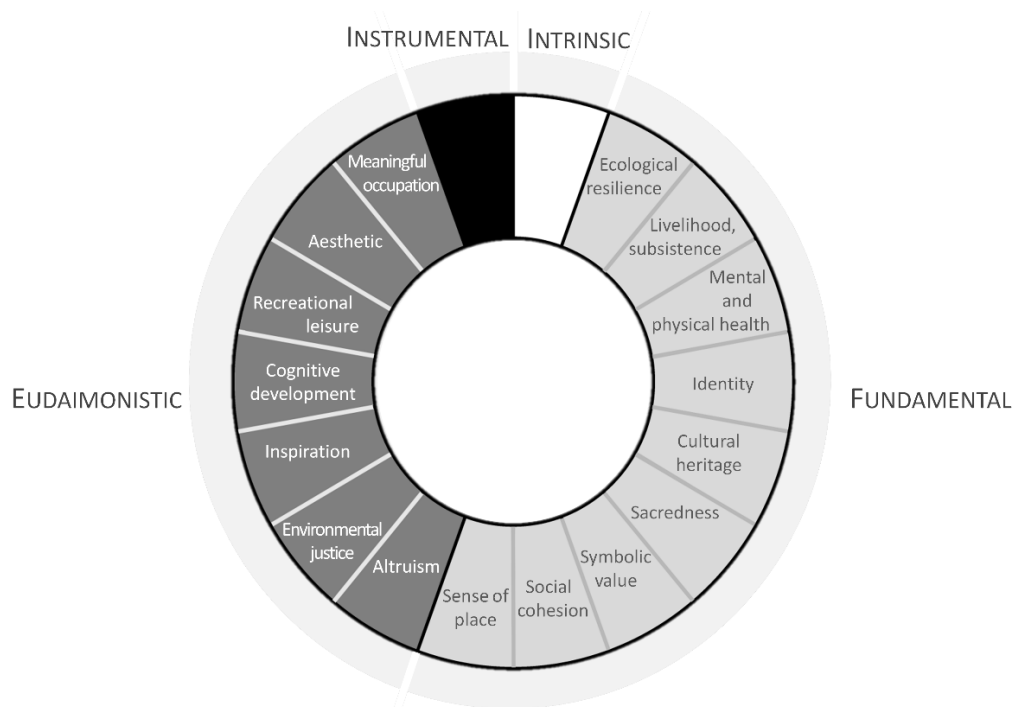 INSTRUMENTAL
INTRINSIC
Meaningful
occupation
Aesthetic
Recreational
leisure
Cognitive
development
Inspiration
Environmental
justice
Altruism
Ecological
resilience
Livelihood,
subsistence
Mental
and
physical health
Identity
Cultural
heritage
Sacredness
Symbolic
value
Social
cohesion
Sense of
place
EUDAIMONISTIC
FUNDAMENTAL